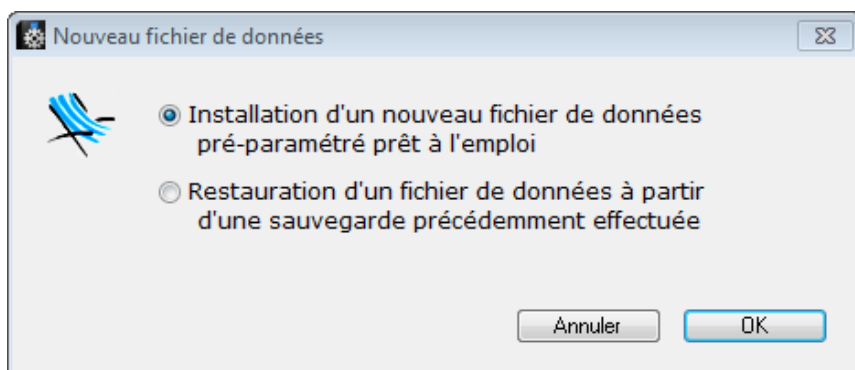 Nouveau fichier de données
Installation d'un nouveau fichier de données
pré-paramétré prêt à l'emploi
Restauration d'un fichier de données à partir
d'une sauvegarde précédemment effectuée
Annuler
OK